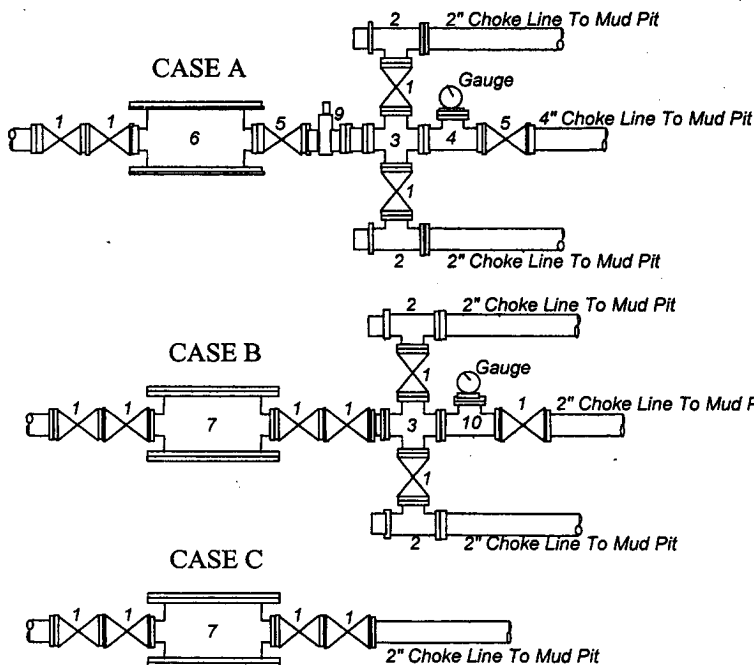 2
2" Choke Line To Mud Pit
CASE A
Gauge
1
9
1
1
5
5
4" Choke Line To Mud Pit
6
3
4
1
2
2" Choke Line To Mud Pit
2
2" Choke Line To Mud Pit
CASE B
Gauge
1
1
1
1
1
1
2" Choke Line To Mud P
7
3
10
1
2
2" Choke Line To Mud Pit
CASE C
1
1
1
1
7
2" Choke Line To Mud Pit